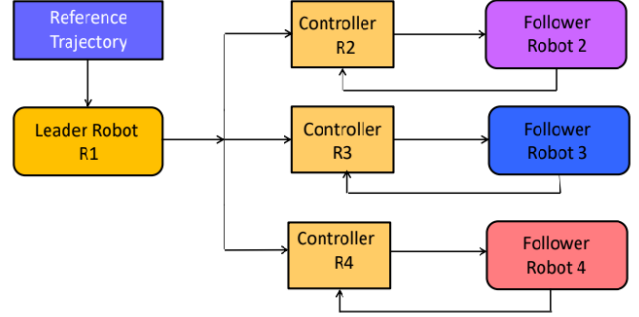 Reference
Trajectory
Leader Robot
R1
Controller
R2
Follower
Robot 2
Controller
R3
Follower
Robot 3
Controller
R4
Follower
Robot 4